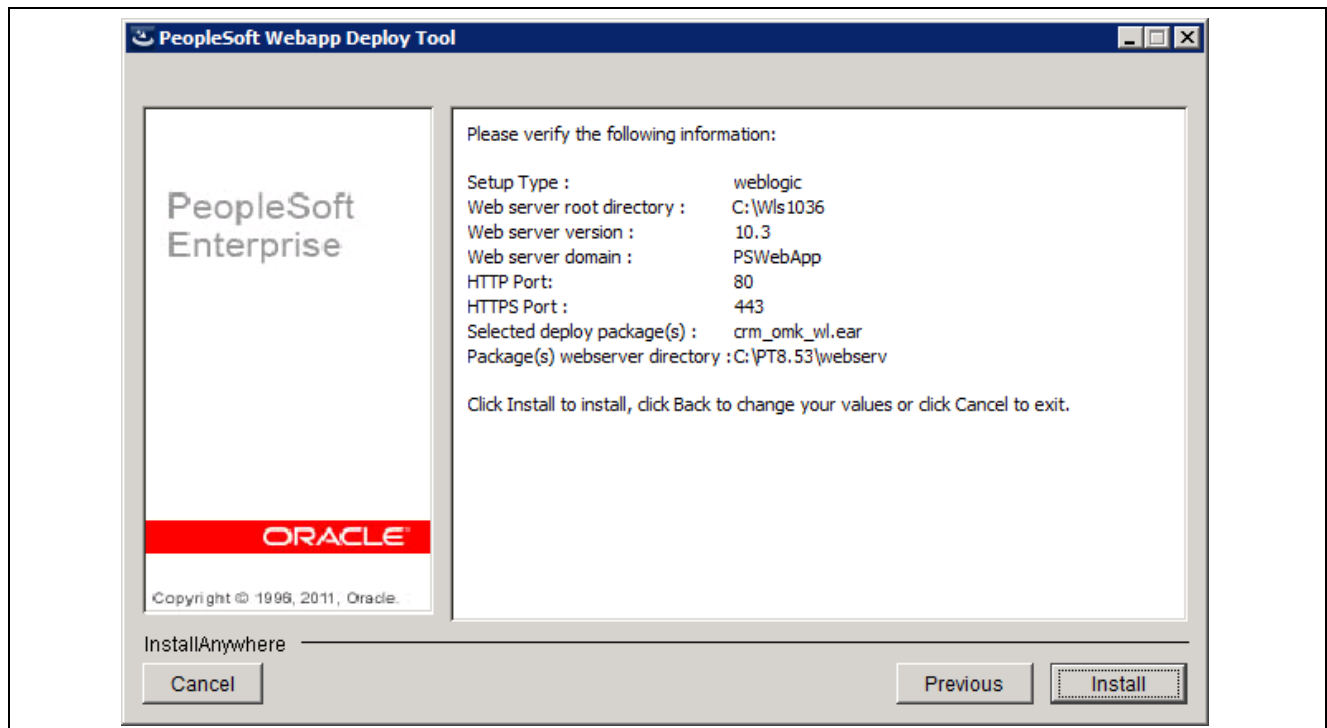 PeopleSoft Webapp Deploy Tool
PeopleSoft
Enterprise
ORACLE
Copyright © 1996, 2011, Oracle.
Please verify the following information:
Setup Type : weblogic
Web server root directory : C:\Wls1036
Web server version : 10.3
Web server domain : PSWebApp
HTTP Port: 80
HTTPS Port : 443
Selected deploy package(s) : crm_omk_wl.ear
Package(s) webserver directory :C:\PT8.53\webserv
Click Install to install, click Back to change your values or click Cancel to exit.
InstallAnywhere
Cancel Previous Install